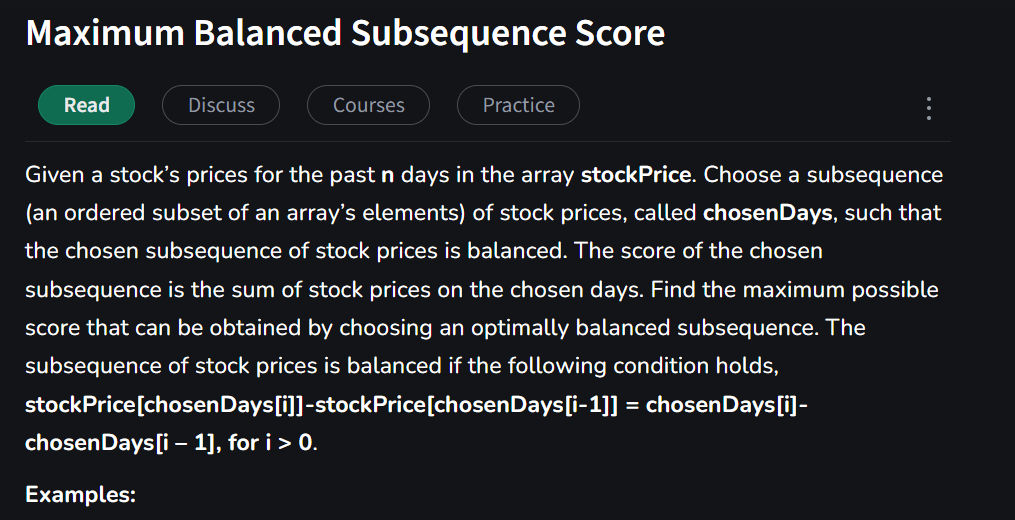 Maximum Balanced Subsequence Score
Read Discuss Courses Practice
Given a stock’s prices for the past n days in the array stockPrice. Choose a subsequence
(an ordered subset of an array’s elements) of stock prices, called chosenDays, such that
the chosen subsequence of stock prices is balanced. The score of the chosen
subsequence is the sum of stock prices on the chosen days. Find the maximum possible
score that can be obtained by choosing an optimally balanced subsequence. The
subsequence of stock prices is balanced if the following condition holds,
stockPrice[chosenDays[i]]-stockPrice[chosenDays[i-1]] = chosenDays[i]-
chosenDays[i – 1], for i > 0.
Examples: